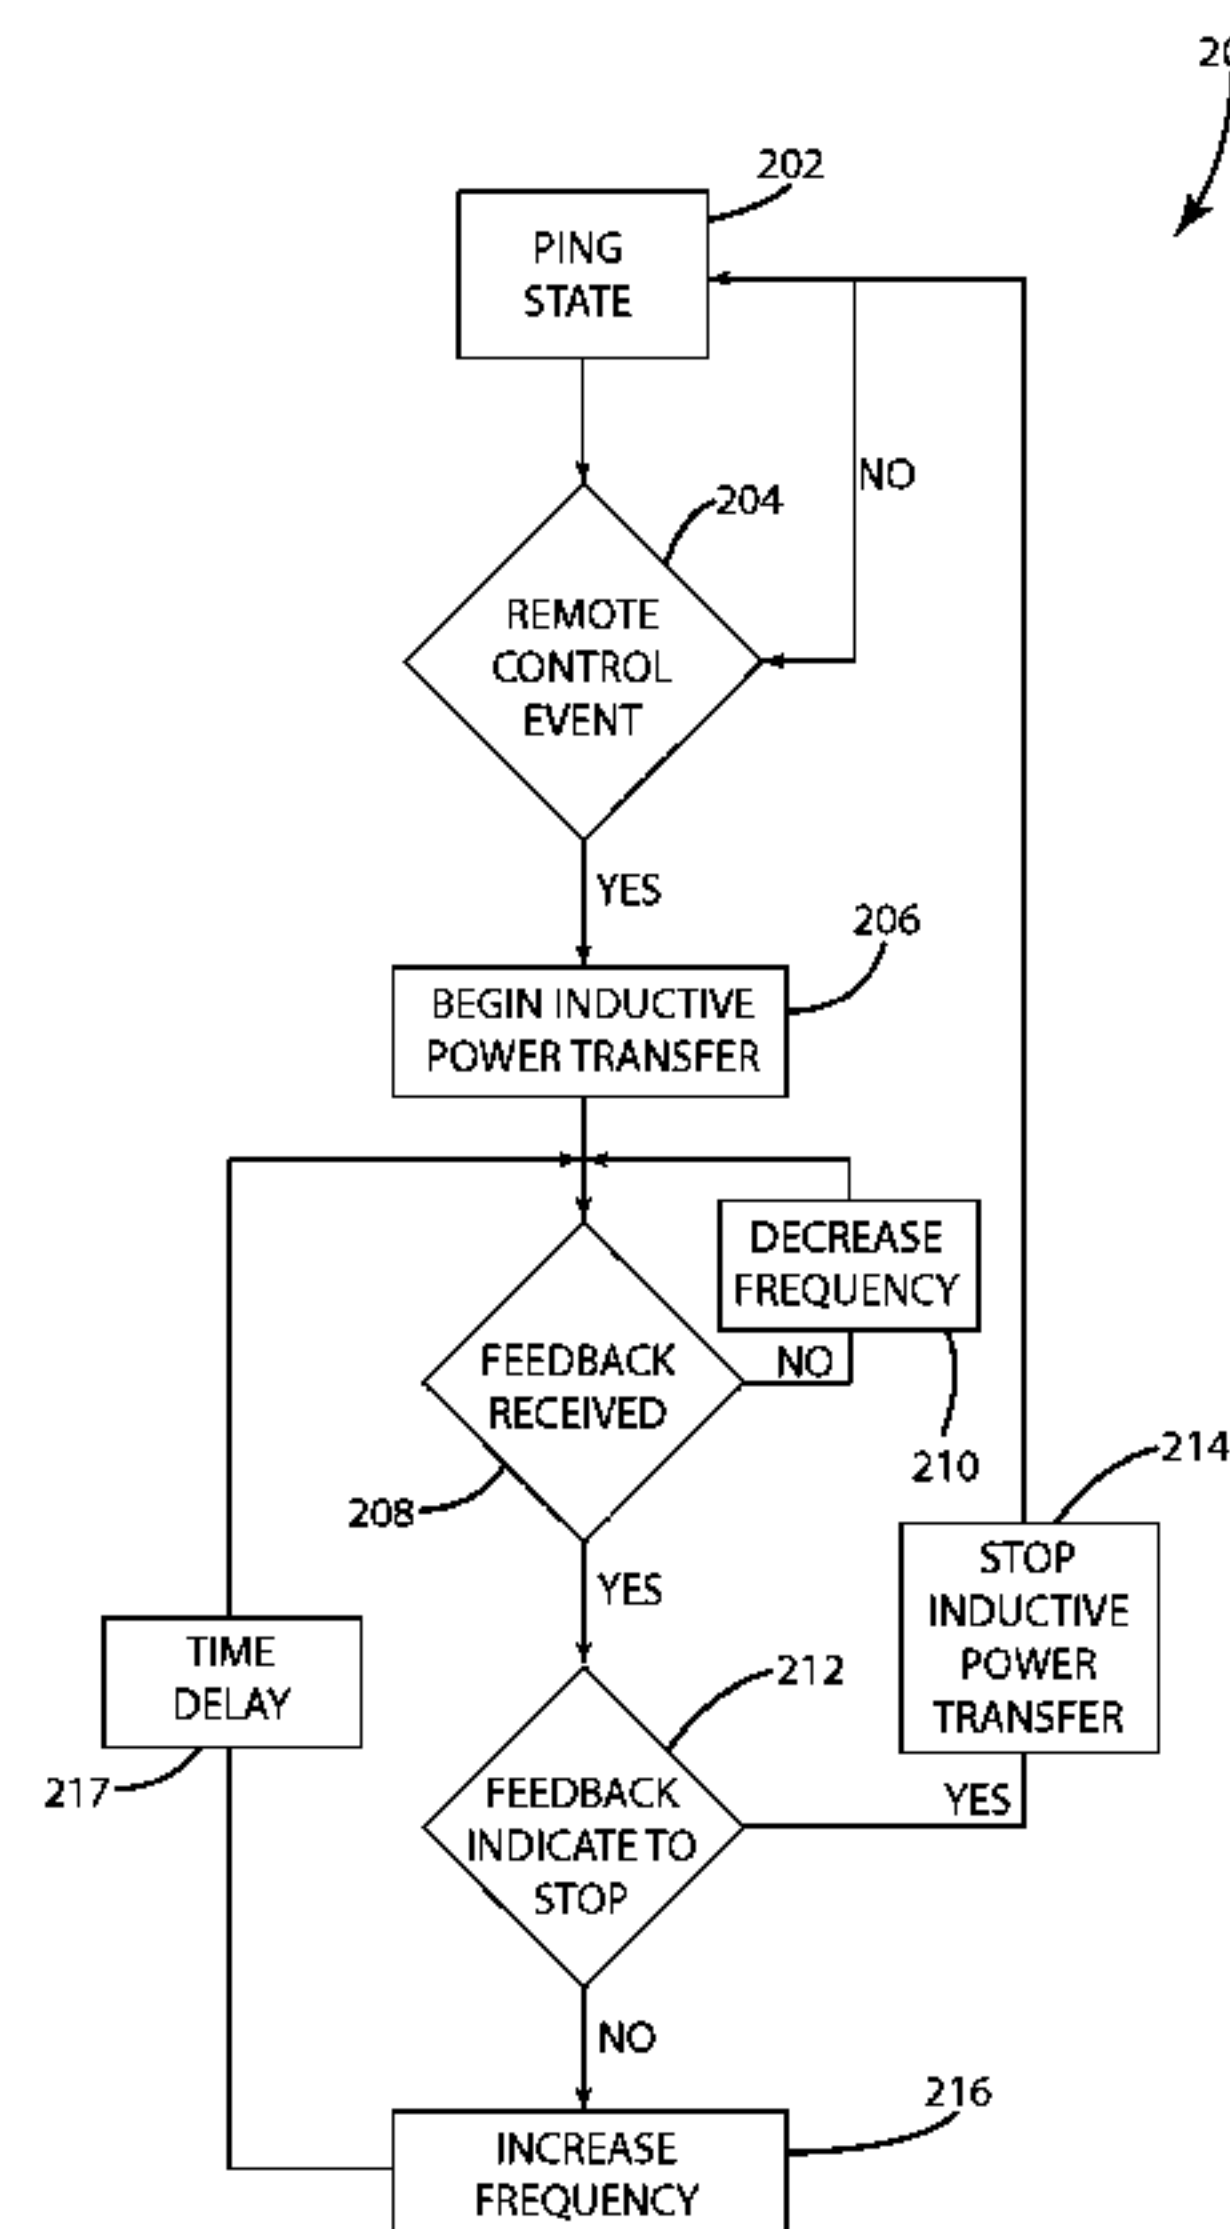 202
PING
STATE
NO
204
REMOTE
CONTROL
EVENT
YES
206
BEGIN INDUCTIVE
POWER TRANSFER
DECREASE
FREQUENCY
FEEDBACK
RECEIVED
NO
210
214
208
STOP
INDUCTIVE
POWER
TRANSFER
YES
TIME
DELAY
212
217
FEEDBACK
INDICATE TO
STOP
YES
NO
216
INCREASE
FREQUENCY